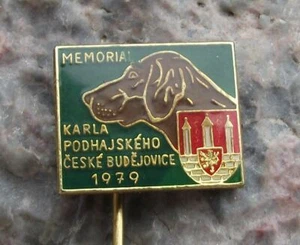 MEMORIAL
KARLA
PODHAJSKÉHO
ČESKÉ BUDĚJOVICE
1979